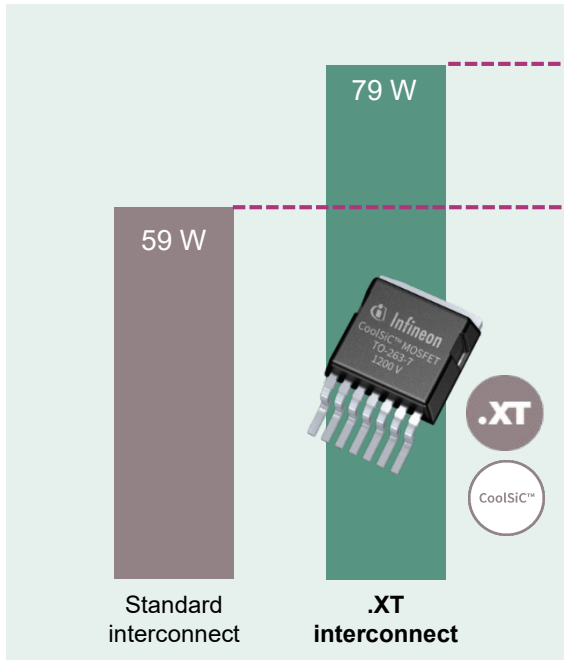 79 W
59 W
Infineon
CoolSiC™ MOSFET
TO-263-7
1200 V
.XT
CoolSiC™
Standard
interconnect
.XT
interconnect